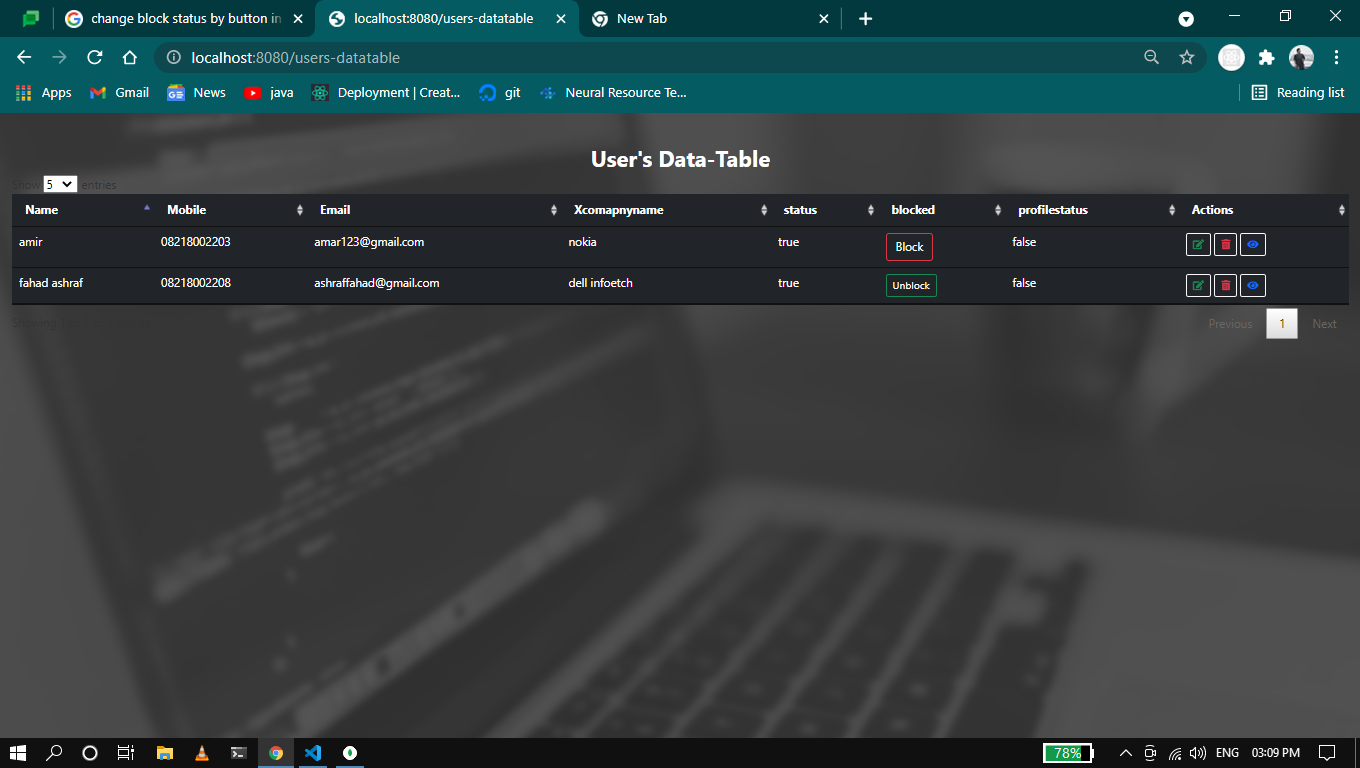 change block status by button in
localhost:8080/users-datatable
New Tab
localhost:8080/users-datatable
Apps
Gmail
News
java
Deployment | Creat...
git
Neural Resource Te...
Reading list
User's Data-Table
Show 5 entries
Name Mobile Email Xcomapnyname status blocked profilestatus Actions
amir 08218002203 amar123@gmail.com nokia true Block false
fahad ashraf 08218002208 ashraffahad@gmail.com dell infoetch true Unblock false
Showing
Previous 1 Next
78% ENG 03:09 PM